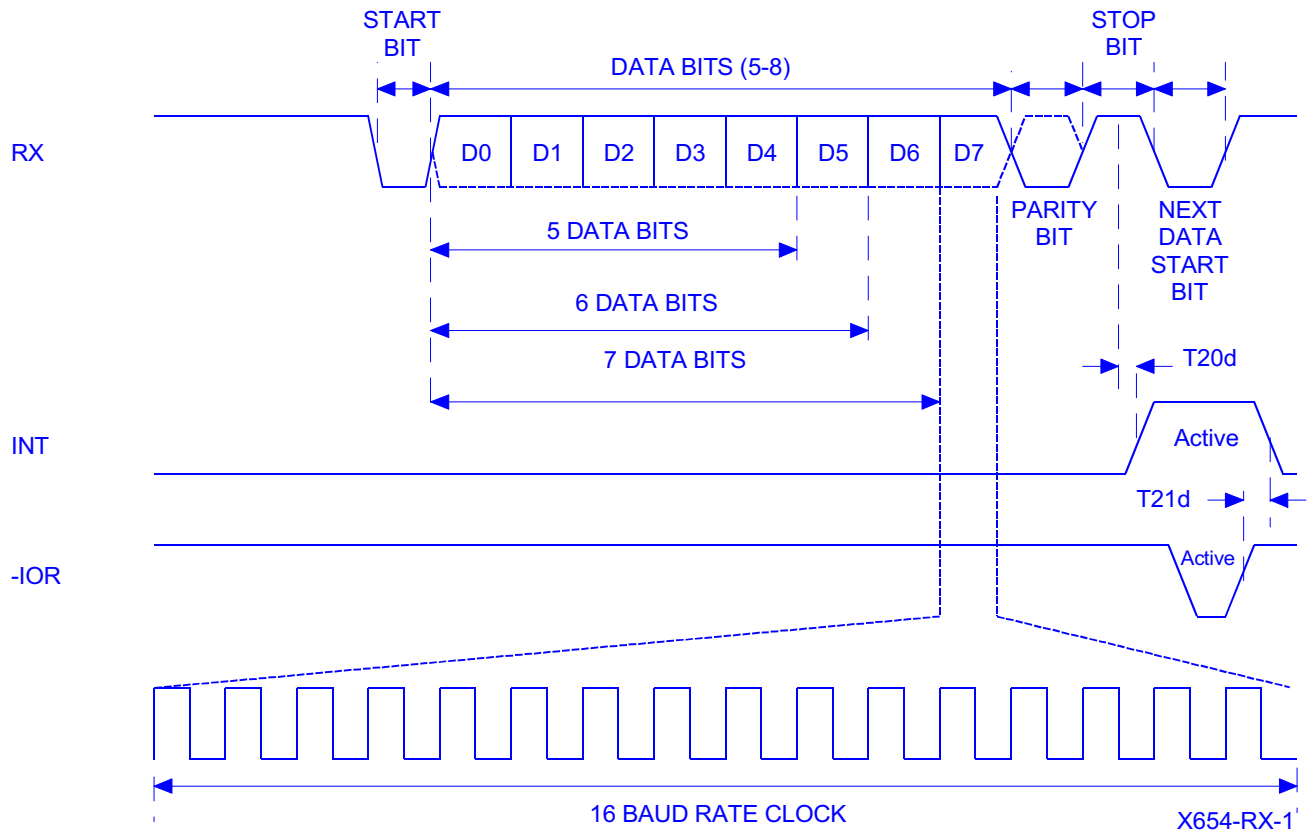 START
BIT
STOP
BIT
DATA BITS (5-8)
RX
D0 D1 D2 D3 D4 D5 D6 D7
PARITY
BIT
NEXT
DATA
START
BIT
5 DATA BITS
6 DATA BITS
7 DATA BITS
T20d
INT
Active
T21d
-IOR
Active
16 BAUD RATE CLOCK
X654-RX-1